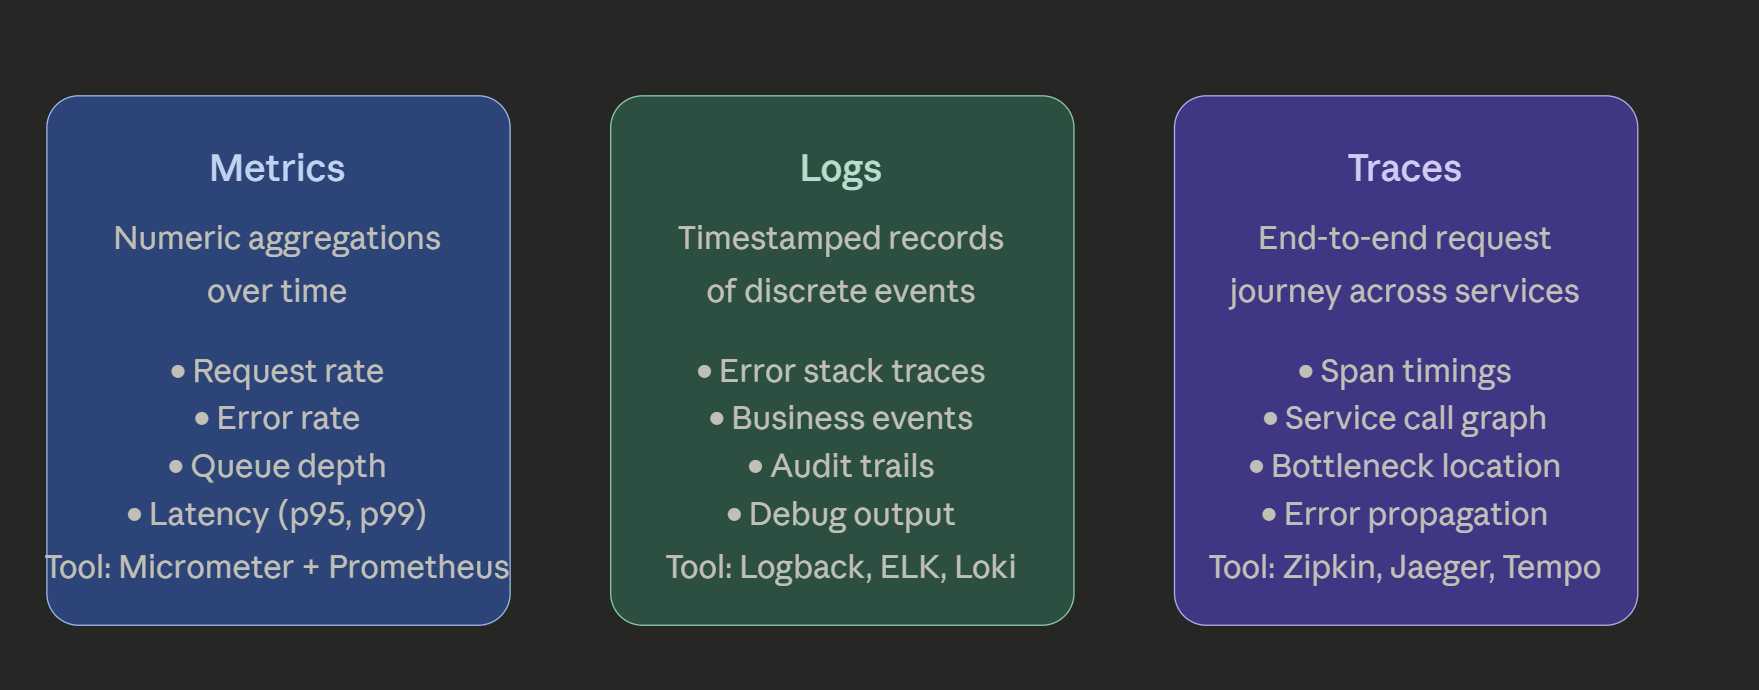 Metrics
Numeric aggregations
over time
• Request rate
• Error rate
• Queue depth
• Latency (p95, p99)
Tool: Micrometer + Prometheus
Logs
Timestamped records
of discrete events
• Error stack traces
• Business events
• Audit trails
• Debug output
Tool: Logback, ELK, Loki
Traces
End-to-end request
journey across services
• Span timings
• Service call graph
• Bottleneck location
• Error propagation
Tool: Zipkin, Jaeger, Tempo